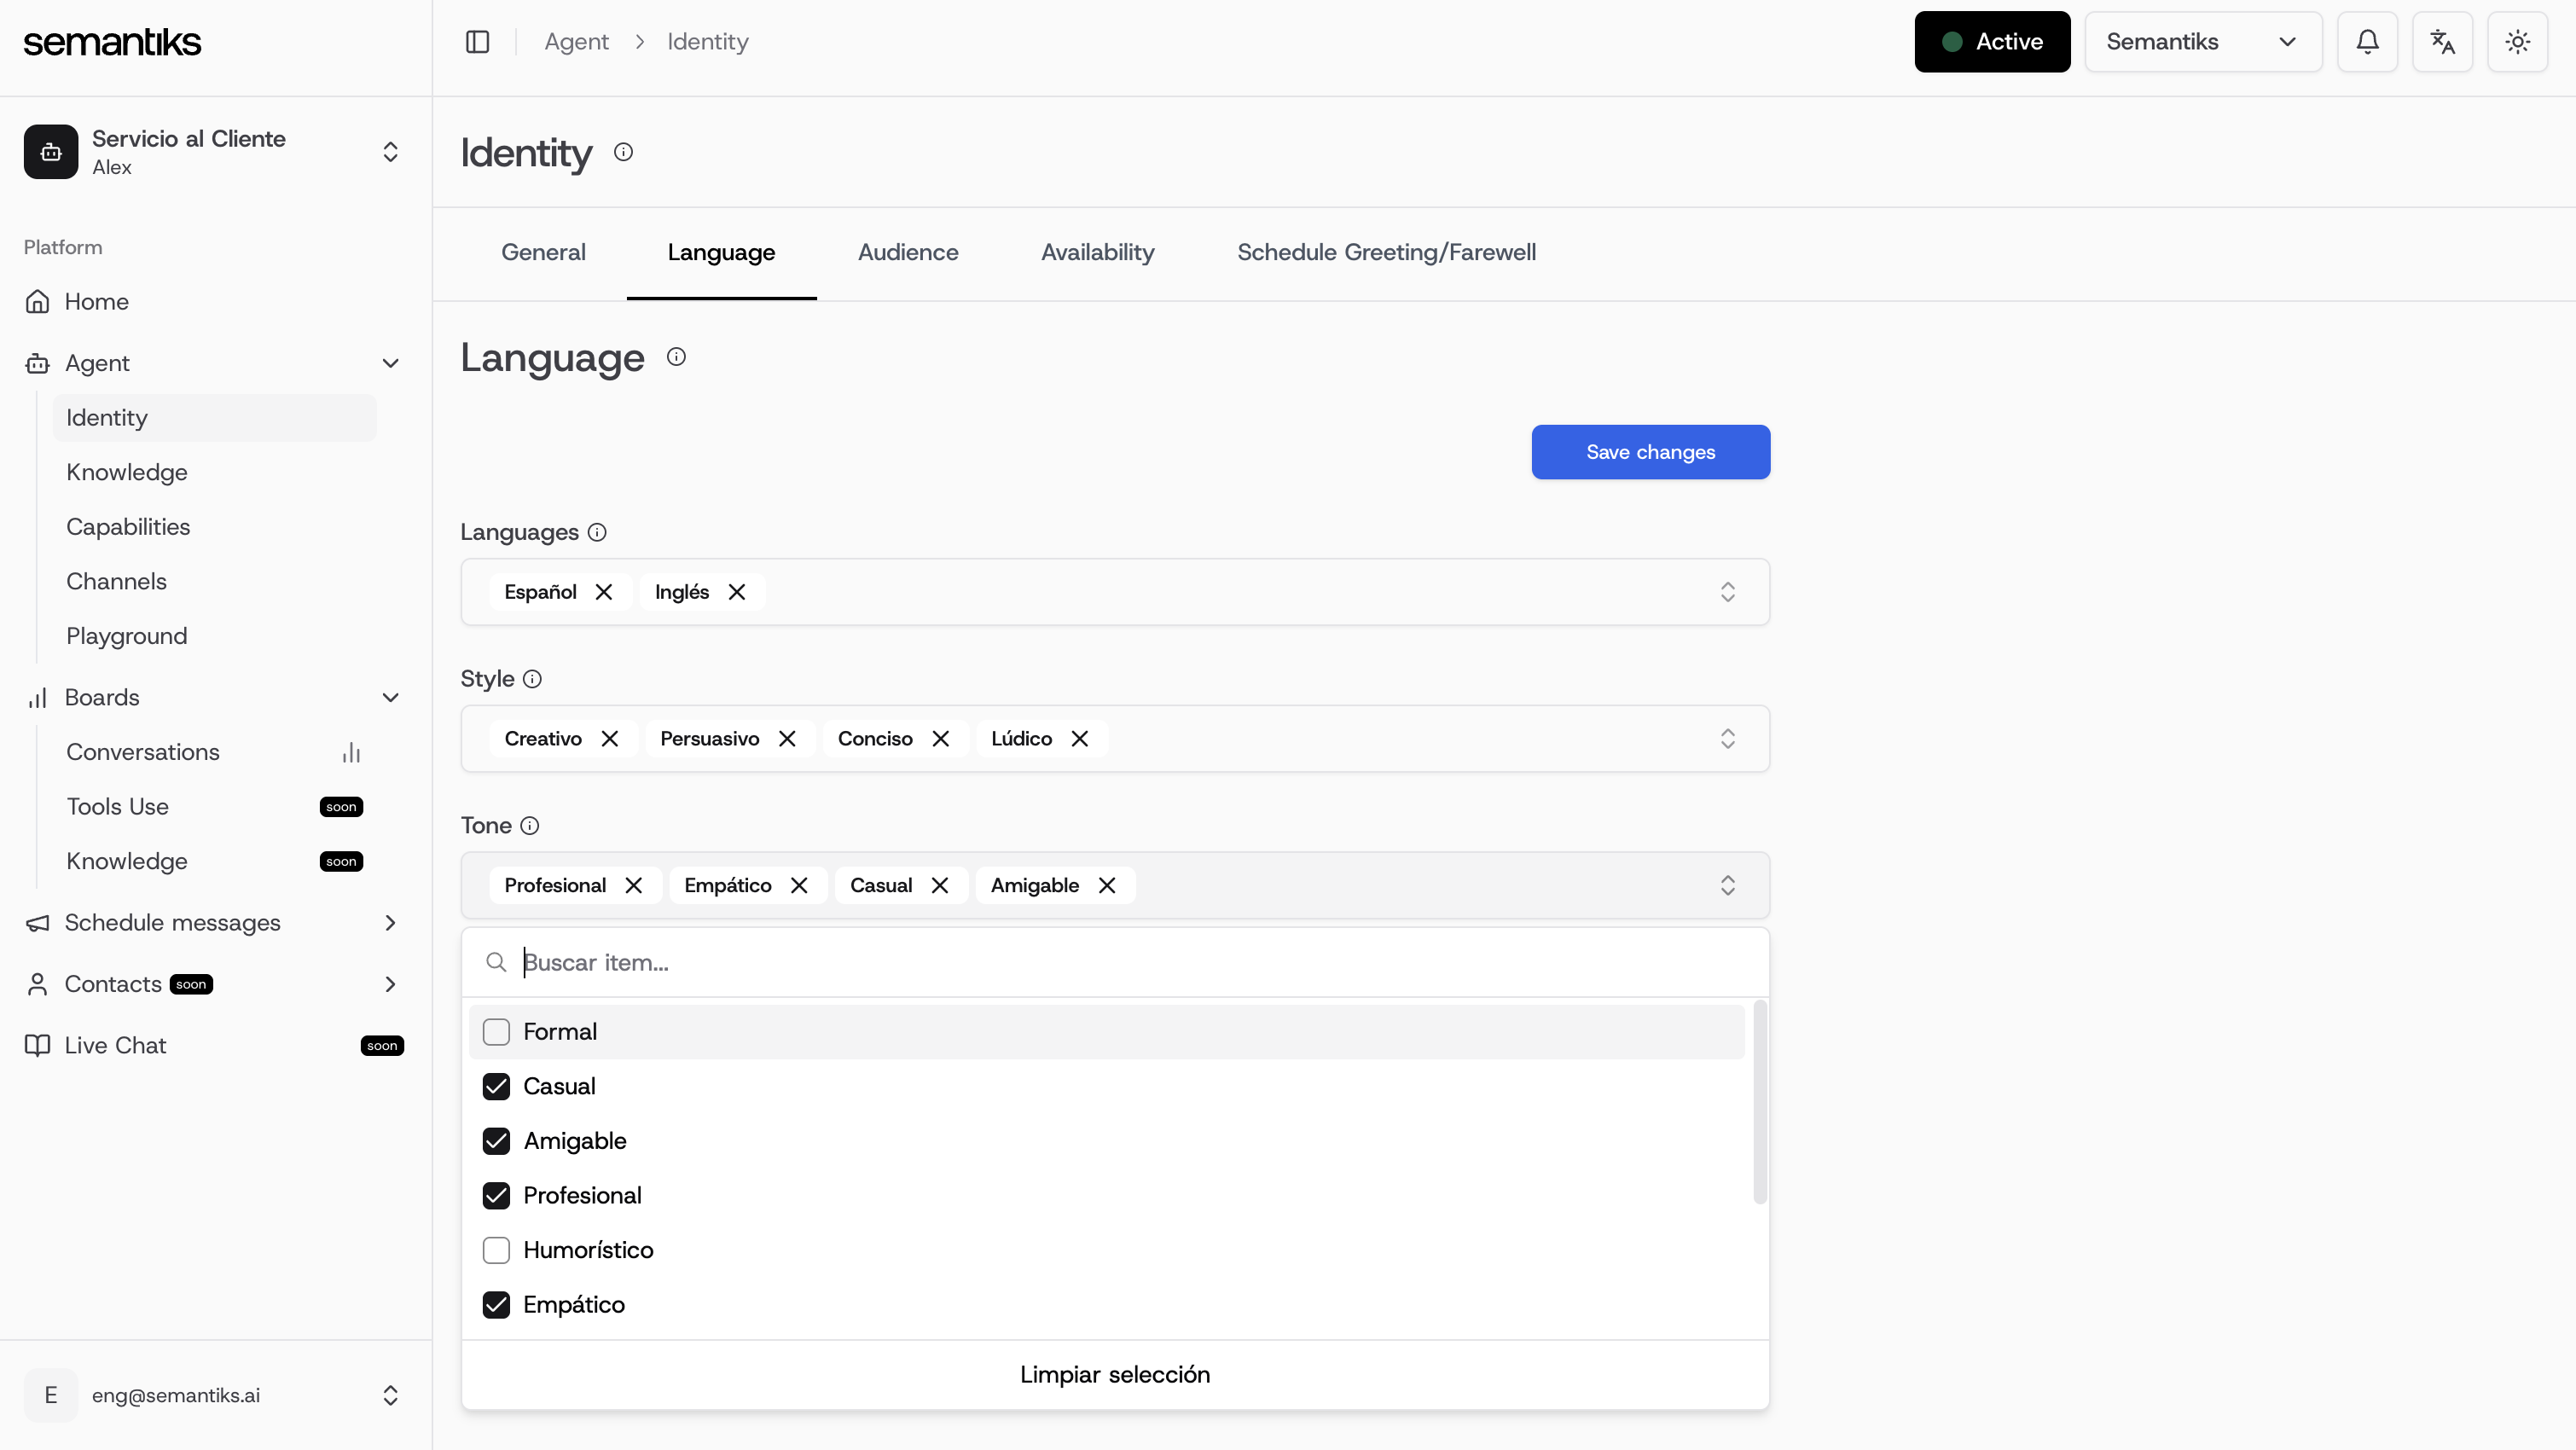 semantiks
Agent > Identity
Active
Semantiks
Servicio al Cliente
Alex
Platform
Home
Agent
Identity
Knowledge
Capabilities
Channels
Playground
Boards
Conversations
Tools Use soon
Knowledge soon
Schedule messages
Contacts soon
Live Chat soon
E eng@semantiks.ai
Identity
General Language Audience Availability Schedule Greeting/Farewell
Language
Save changes
Languages
Español Inglés
Style
Creativo Persuasivo Conciso Lúdico
Tone
Profesional Empático Casual Amigable
Buscar item...
Formal
Casual
Amigable
Profesional
Humorístico
Empático
Limpiar selección